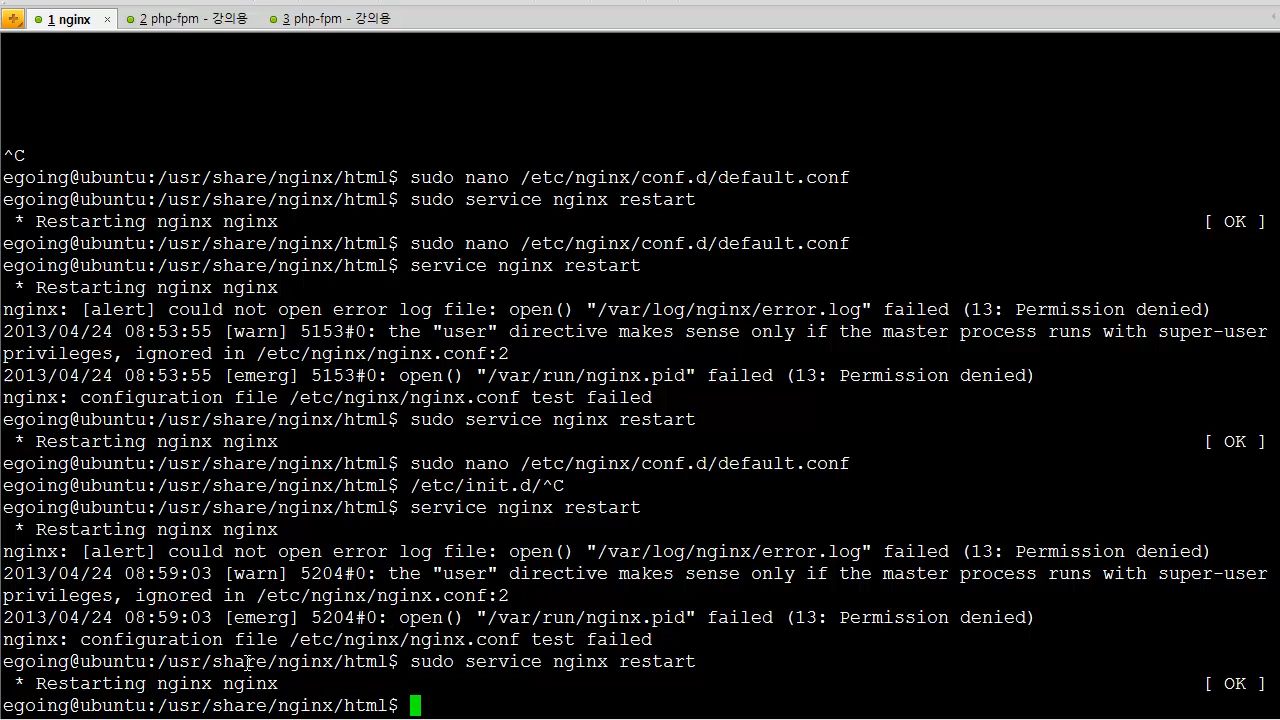 1 nginx × 2 php-fpm - 강의용 3 php-fpm - 강의용
^C
egoing@ubuntu:/usr/share/nginx/html$ sudo nano /etc/nginx/conf.d/default.conf
egoing@ubuntu:/usr/share/nginx/html$ sudo service nginx restart
 * Restarting nginx nginx [ OK ]
egoing@ubuntu:/usr/share/nginx/html$ sudo nano /etc/nginx/conf.d/default.conf
egoing@ubuntu:/usr/share/nginx/html$ service nginx restart
 * Restarting nginx nginx
nginx: [alert] could not open error log file: open() "/var/log/nginx/error.log" failed (13: Permission denied)
2013/04/24 08:53:55 [warn] 5153#0: the "user" directive makes sense only if the master process runs with super-user
privileges, ignored in /etc/nginx/nginx.conf:2
2013/04/24 08:53:55 [emerg] 5153#0: open() "/var/run/nginx.pid" failed (13: Permission denied)
nginx: configuration file /etc/nginx/nginx.conf test failed
egoing@ubuntu:/usr/share/nginx/html$ sudo service nginx restart
 * Restarting nginx nginx [ OK ]
egoing@ubuntu:/usr/share/nginx/html$ sudo nano /etc/nginx/conf.d/default.conf
egoing@ubuntu:/usr/share/nginx/html$ /etc/init.d/^C
egoing@ubuntu:/usr/share/nginx/html$ service nginx restart
 * Restarting nginx nginx
nginx: [alert] could not open error log file: open() "/var/log/nginx/error.log" failed (13: Permission denied)
2013/04/24 08:59:03 [warn] 5204#0: the "user" directive makes sense only if the master process runs with super-user
privileges, ignored in /etc/nginx/nginx.conf:2
2013/04/24 08:59:03 [emerg] 5204#0: open() "/var/run/nginx.pid" failed (13: Permission denied)
nginx: configuration file /etc/nginx/nginx.conf test failed
egoing@ubuntu:/usr/share/nginx/html$ sudo service nginx restart
 * Restarting nginx nginx [ OK ]
egoing@ubuntu:/usr/share/nginx/html$